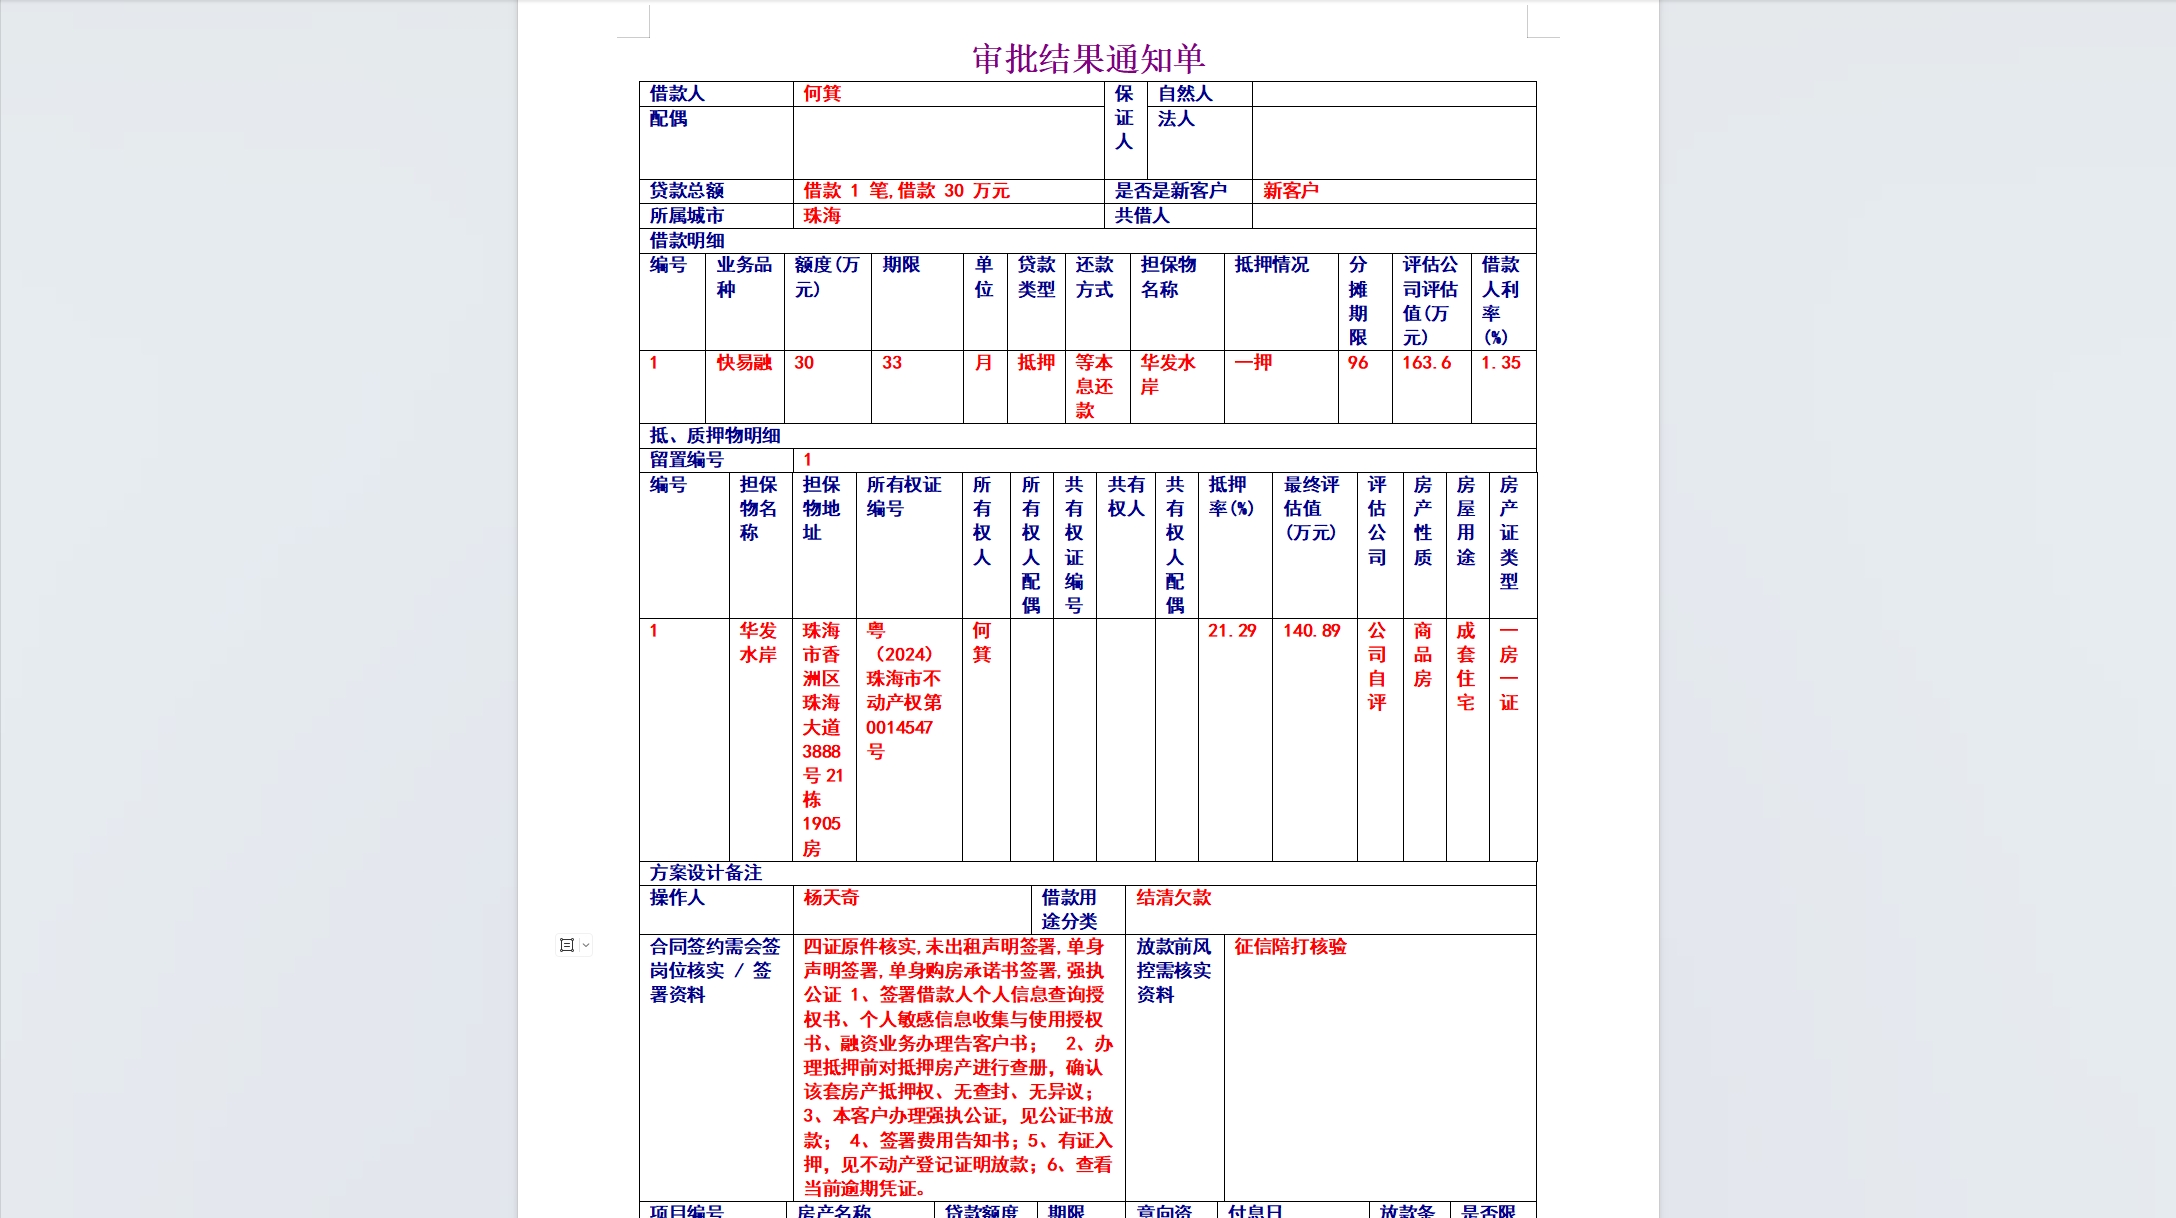 审批结果通知单
借款人 何箕 保证人 自然人
配偶 法人
贷款总额 借款 1 笔,借款 30 万元 是否是新客户 新客户
所属城市 珠海 共借人
借款明细
编号 业务品种 额度(万元) 期限 单位 贷款类型 还款方式 担保物名称 抵押情况 分摊期限 评估公司评估值(万元) 借款人利率(%)
1 快易融 30 33 月 抵押 等本息还款 华发水岸 一押 96 163.6 1.35
抵、质押物明细
留置编号 1
编号 担保物名称 担保物地址 所有权证编号 所有权人 所有权人配偶 共有权证编号 共有权人 共有权人配偶 抵押率(%) 最终评估值(万元) 评估公司 房产性质 房屋用途 房产证类型
1 华发水岸 珠海市香洲区珠海大道3888号21栋1905房 粤（2024）珠海市不动产权第0014547号 何箕 21.29 140.89 公司自评 商品房 成套住宅 一房一证
方案设计备注
操作人 杨天奇 借款用途分类 结清欠款
合同签约需会签岗位核实 / 签署资料
四证原件核实,未出租声明签署,单身
声明签署,单身购房承诺书签署,强执
公证 1、签署借款人个人信息查询授
权书、个人敏感信息收集与使用授权
书、融资业务办理告客户书； 2、办
理抵押前对抵押房产进行查册，确认
该套房产抵押权、无查封、无异议；
3、本客户办理强执公证，见公证书放
款； 4、签署费用告知书；5、有证入
押，见不动产登记证明放款；6、查看
当前逾期凭证。
放款前风控需核实资料 征信陪打核验
项目编号 房产名称 贷款额度 期限 意向资 付息日 放款条 是否限